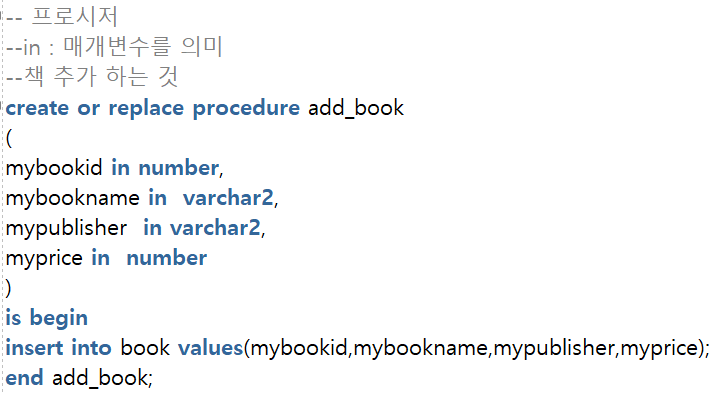 -- 프로시저
--in : 매개변수를 의미
--책 추가 하는 것
create or replace procedure add_book
(
mybookid in number,
mybookname in  varchar2,
mypublisher  in varchar2,
myprice in  number
)
is begin
insert into book values(mybookid,mybookname,mypublisher,myprice);
end add_book;